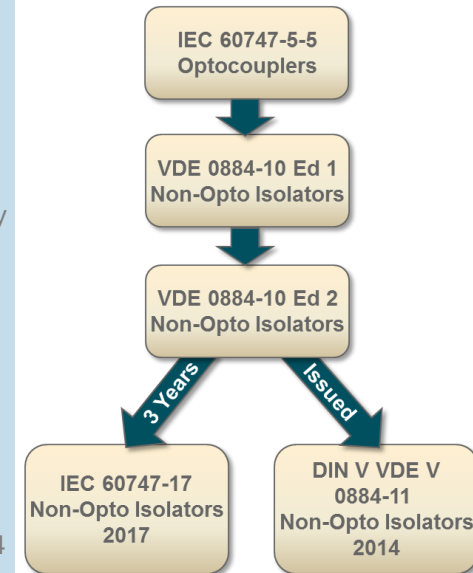 IEC 60747-5-5
Optocouplers
VDE 0884-10 Ed 1
Non-Opto Isolators
y
VDE 0884-10 Ed 2
Non-Opto Isolators
3 Years
Issued
IEC 60747-17
Non-Opto Isolators
2017
DIN V VDE V
0884-11
Non-Opto Isolators
2014
4